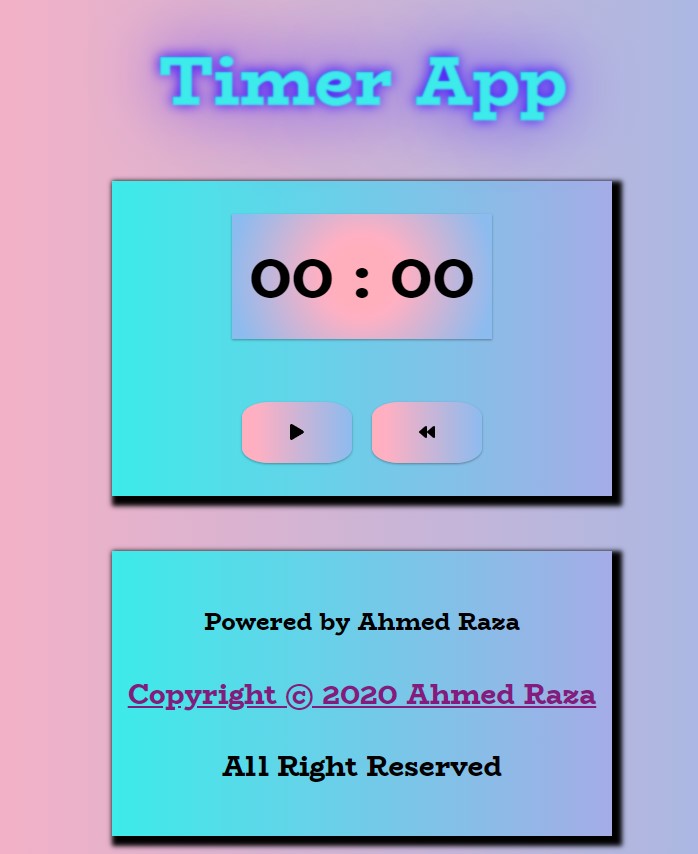 Timer App
00 : 00
Powered by Ahmed Raza
Copyright © 2020 Ahmed Raza
All Right Reserved